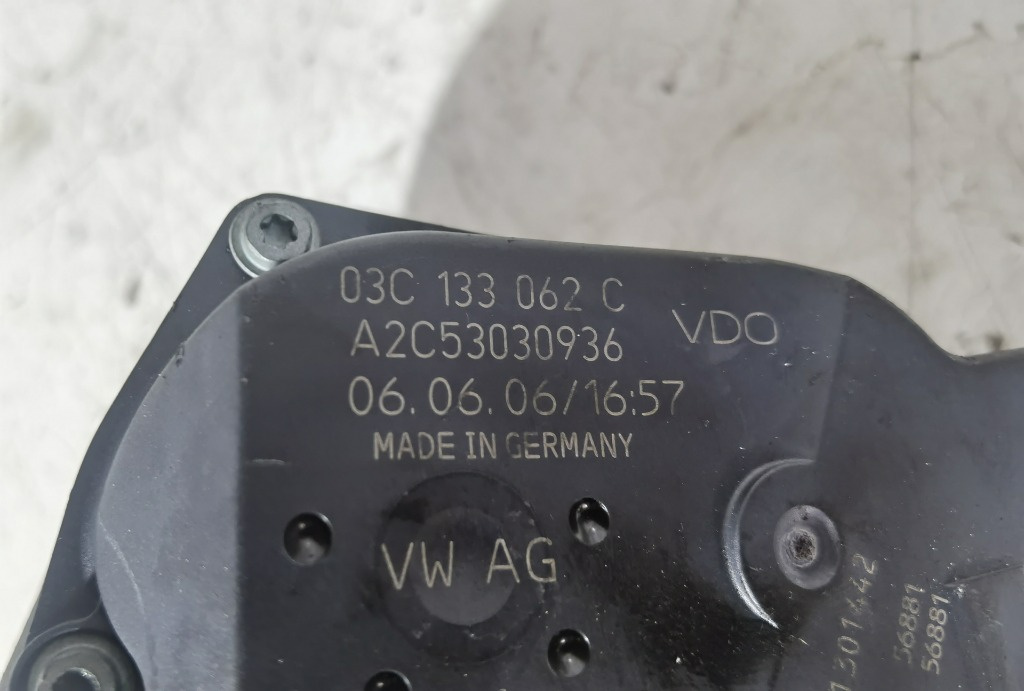 03C 133 062 C
A2C53030936
VDO
06.06.06/16:57
MADE IN GERMANY
VW AG
56881
56881